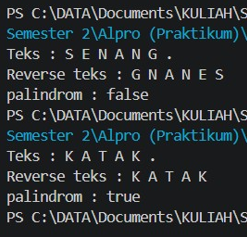 PS C:\DATA\Documents\KULIAH\S
Semester 2\Alpro (Praktikum)\
Teks : S E N A N G .
Reverse teks : G N A N E S
palindrom : false
PS C:\DATA\Documents\KULIAH\S
Semester 2\Alpro (Praktikum)\
Teks : K A T A K .
Reverse teks : K A T A K
palindrom : true
PS C:\DATA\Documents\KULIAH\S